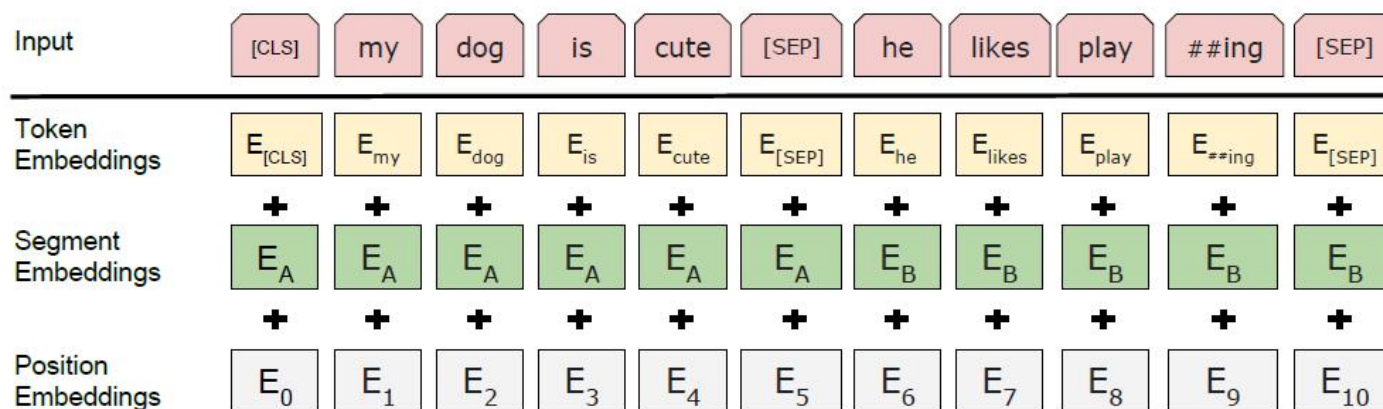 Input [CLS] my dog is cute [SEP] he likes play ##ing [SEP]
Token
Embeddings E[CLS] Emy Edog Eis Ecute E[SEP] Ehe Elikes Eplay E##ing E[SEP]
+ + + + + + + + + + +
Segment
Embeddings EA EA EA EA EA EA EB EB EB EB EB
+ + + + + + + + + + +
Position
Embeddings E0 E1 E2 E3 E4 E5 E6 E7 E8 E9 E10